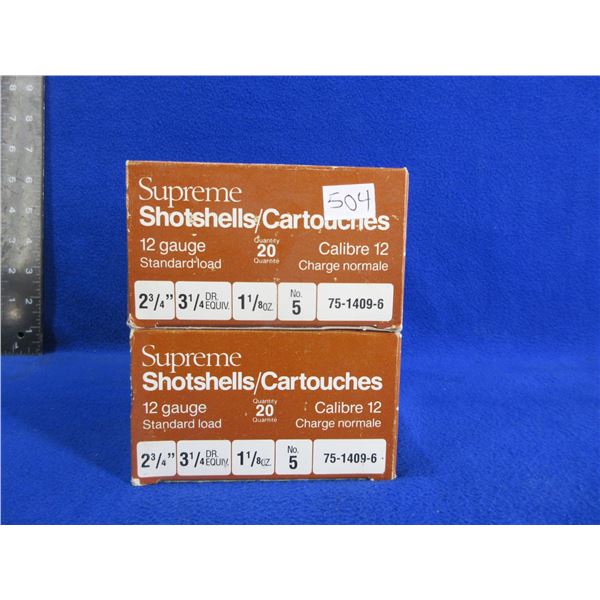 Supreme
504
Shotshells/Cartouches
12 gauge Quantity Calibre 12
20
Standard load Quantité Charge normale
2 3/4" 3 1/4 DR. EQUIV. 1 1/8 OZ. No. 5 75-1409-6
Supreme
Shotshells/Cartouches
12 gauge Quantity Calibre 12
20
Standard load Quantité Charge normale
2 3/4" 3 1/4 DR. EQUIV. 1 1/8 OZ. No. 5 75-1409-6